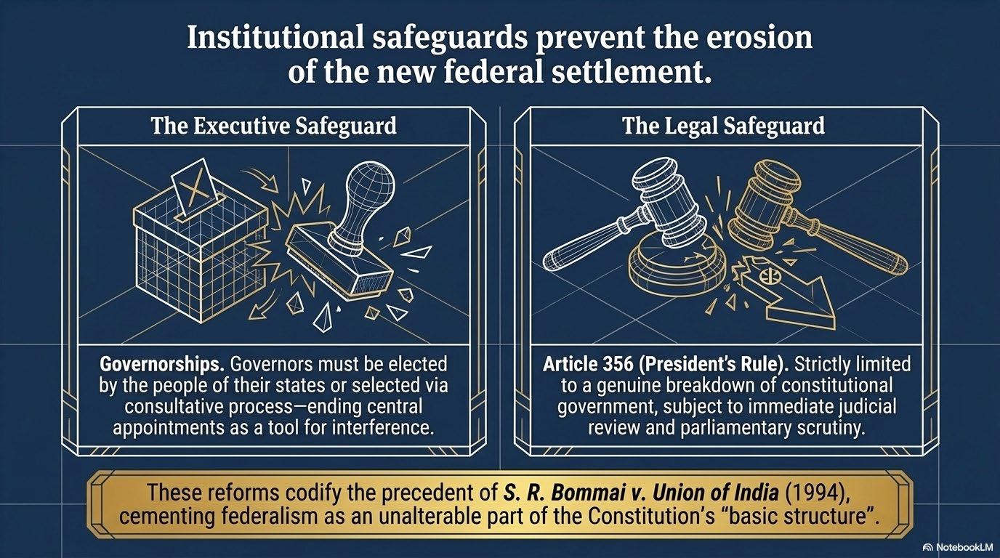 Institutional safeguards prevent the erosion
of the new federal settlement.
The Executive Safeguard
Governorships. Governors must be elected
by the people of their states or selected via
consultative process—ending central
appointments as a tool for interference.
The Legal Safeguard
Article 356 (President’s Rule). Strictly limited
to a genuine breakdown of constitutional
government, subject to immediate judicial
review and parliamentary scrutiny.
These reforms codify the precedent of S. R. Bommai v. Union of India (1994),
cementing federalism as an unalterable part of the Constitution’s “basic structure”.
NotebookLM